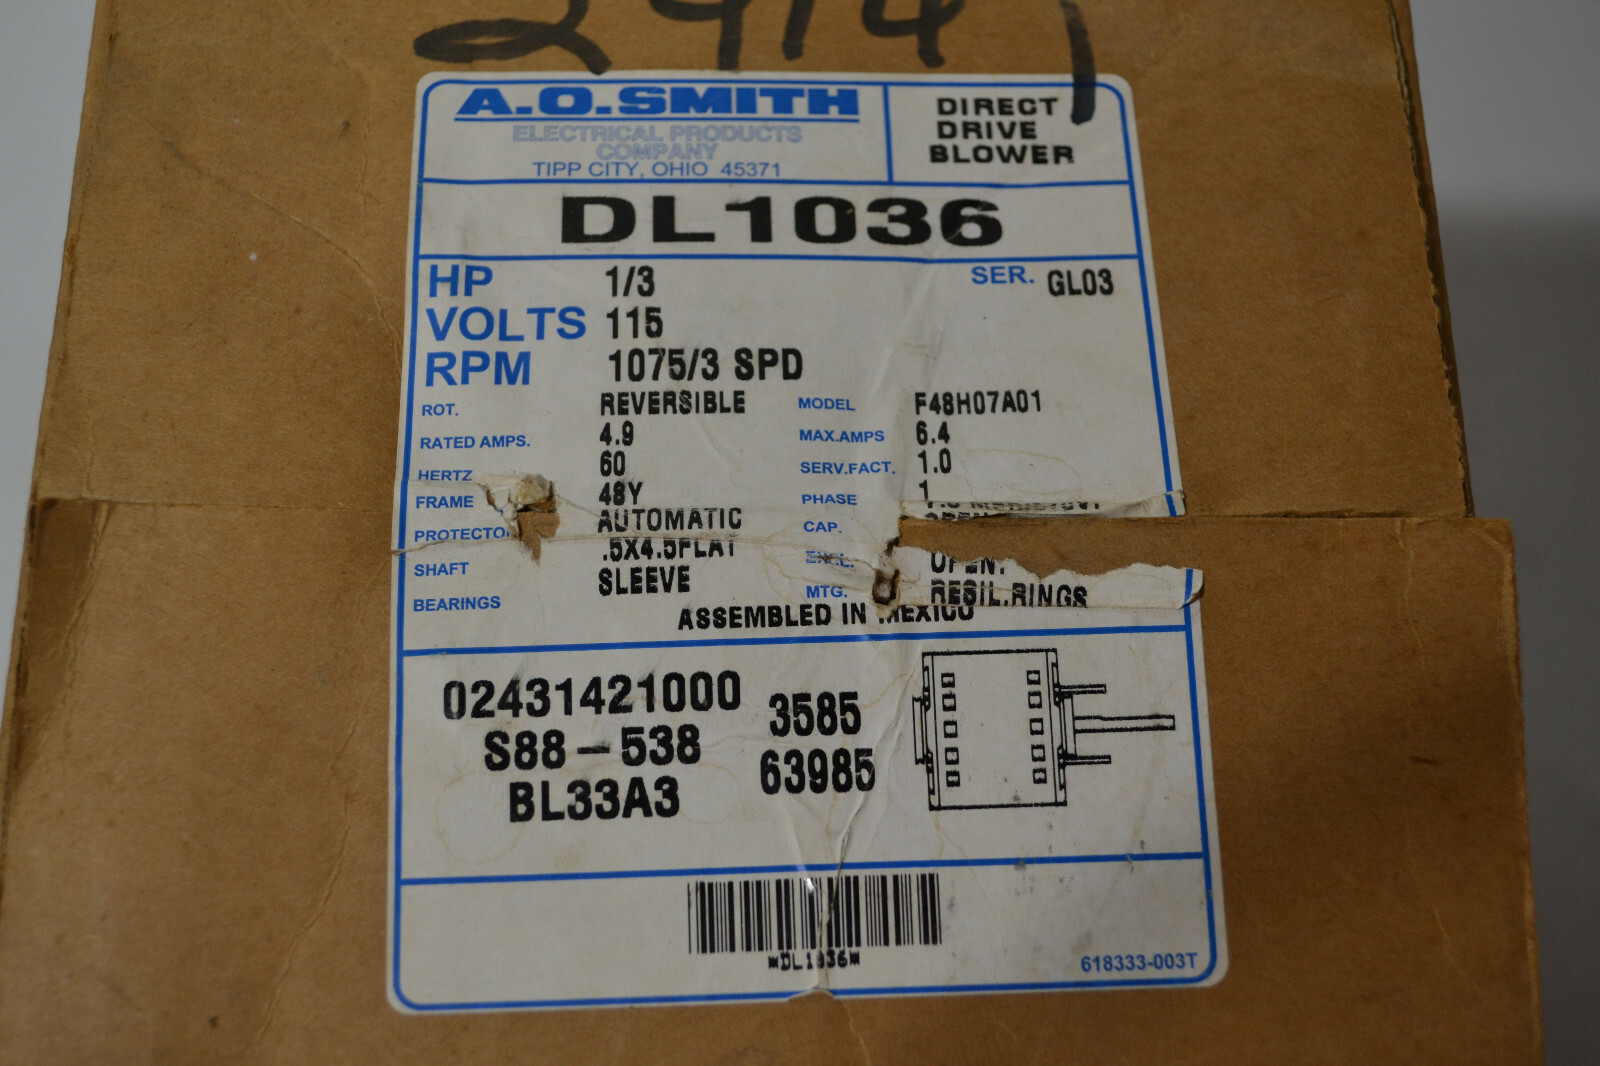 A.O.SMITH
ELECTRICAL PRODUCTS
COMPANY
TIPP CITY, OHIO 45371
DIRECT
DRIVE
BLOWER
DL1036
HP 1/3
SER. GL03
VOLTS 115
RPM 1075/3 SPD
ROT. REVERSIBLE MODEL F48H07A01
RATED AMPS. 4.9 MAX.AMPS 6.4
HERTZ 60 SERV.FACT. 1.0
FRAME 48Y PHASE 1
AUTOMATIC CAP.
SHAFT .5X4.5FLAT ENCL. OPEN.
BEARINGS SLEEVE MTG. RESIL.RINGS
ASSEMBLED IN MEXICO
02431421000 3585
S88-538 63985
BL33A3
*DL1036*
618333-003T